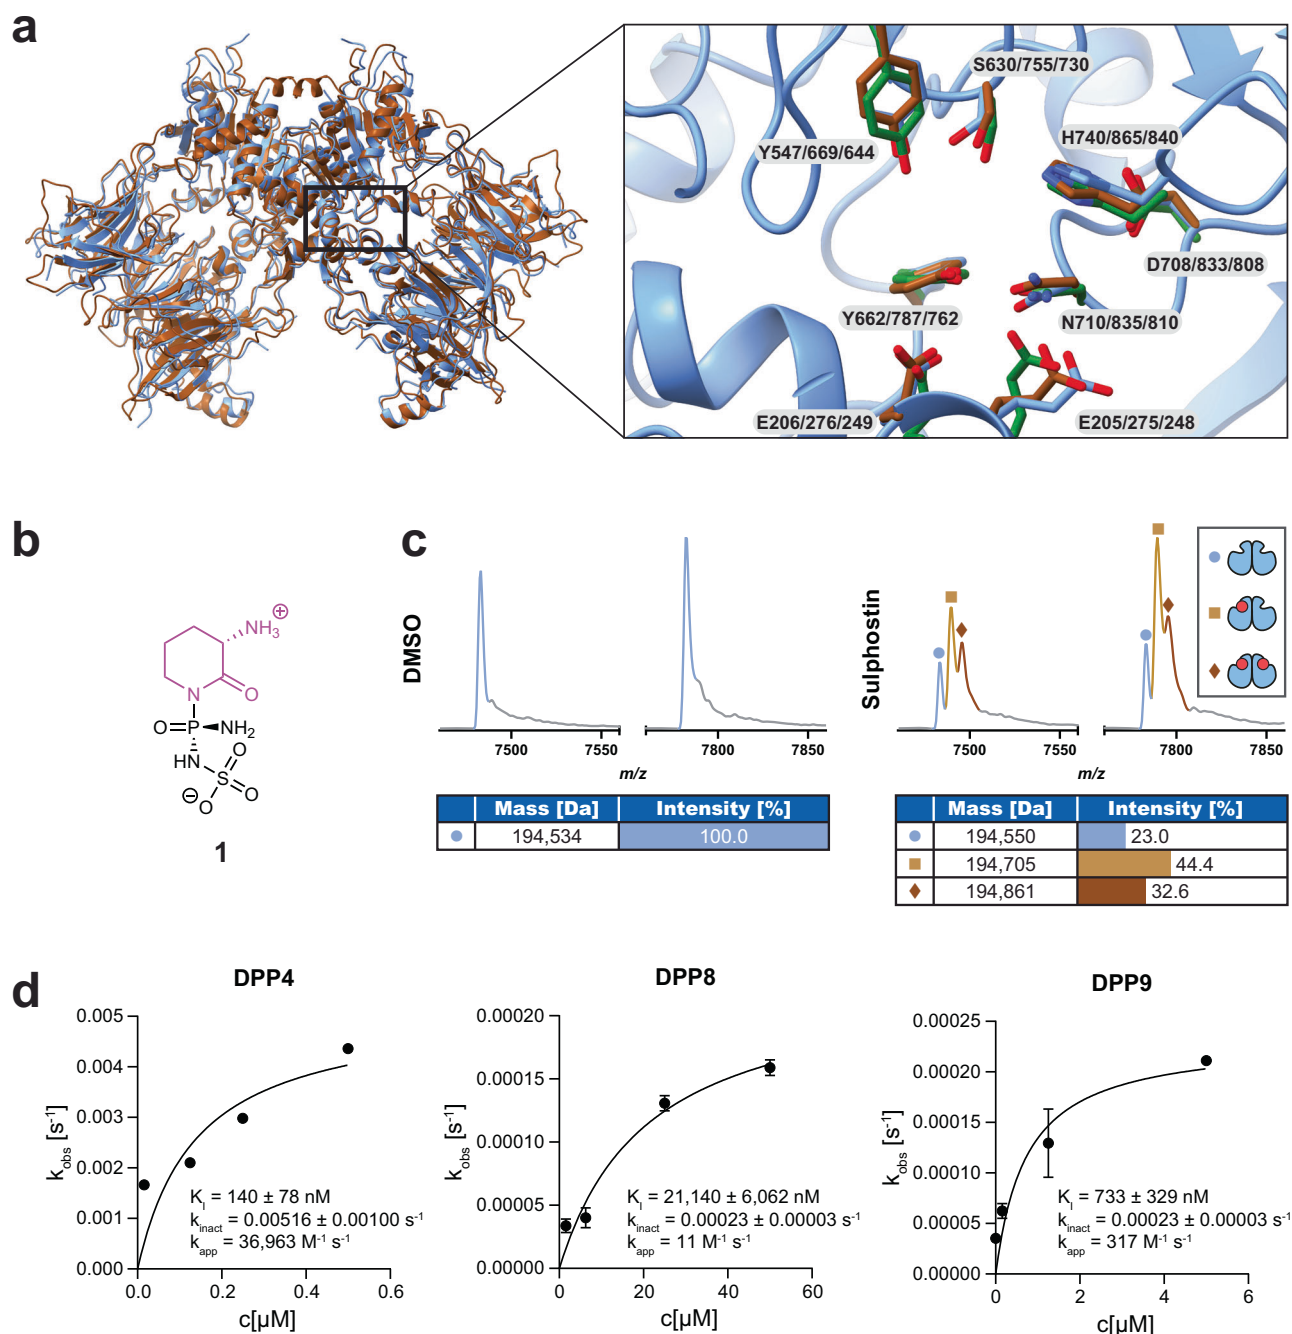 a
S630/755/730
Y547/669/644
H740/865/840
D708/833/808
Y662/787/762
N710/835/810
E206/276/249
E205/275/248
b
NH3
⊕
O
N
O=P
NH2
HN
O
S
O
O
⊖
1
c
DMSO
7500 7550 7800 7850
m/z
Mass [Da] Intensity [%]
194,534 100.0
Sulphostin
7500 7550 7800 7850
m/z
Mass [Da] Intensity [%]
194,550 23.0
194,705 44.4
194,861 32.6
d
DPP4
0.005
0.004
0.003
0.002
0.001
0.000
kobs [s-1]
KI = 140 ± 78 nM
kinact = 0.00516 ± 0.00100 s-1
kapp = 36,963 M-1 s-1
0.0 0.2 0.4 0.6
c[µM]
DPP8
0.00020
0.00015
0.00010
0.00005
0.00000
kobs [s-1]
KI = 21,140 ± 6,062 nM
kinact = 0.00023 ± 0.00003 s-1
kapp = 11 M-1 s-1
0 20 40 60
c[µM]
DPP9
0.00025
0.00020
0.00015
0.00010
0.00005
0.00000
kobs [s-1]
KI = 733 ± 329 nM
kinact = 0.00023 ± 0.00003 s-1
kapp = 317 M-1 s-1
0 2 4 6
c[µM]